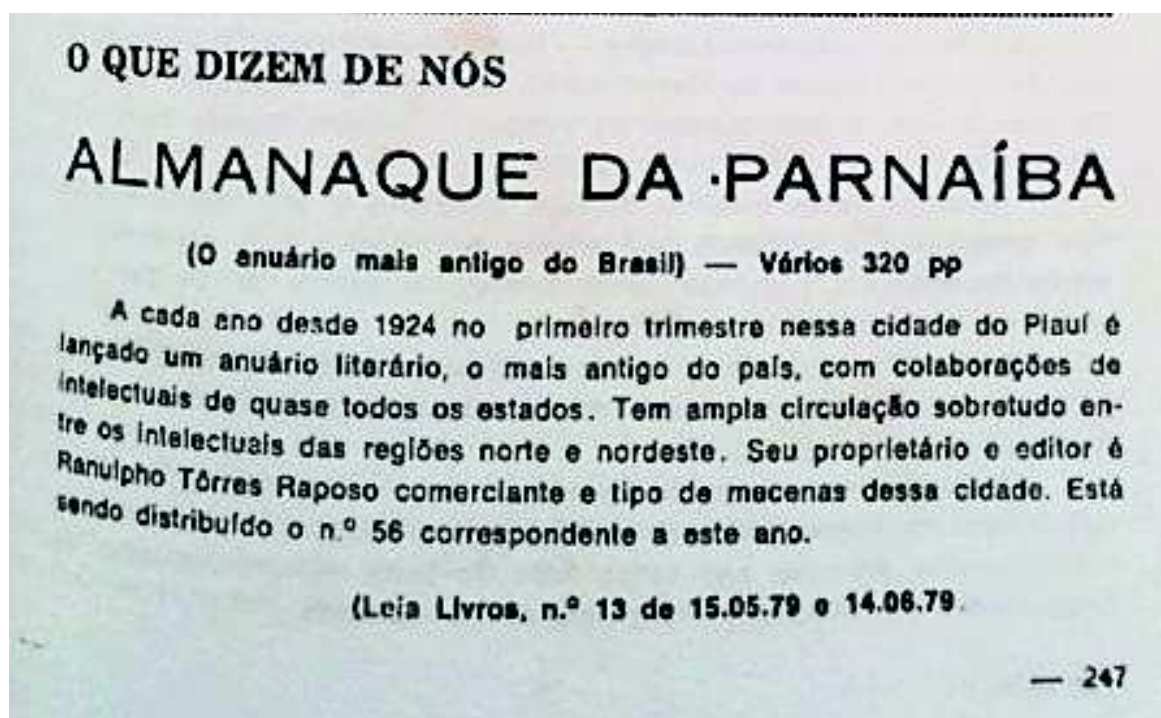 O QUE DIZEM DE NÓS
ALMANAQUE DA PARNAÍBA
(O anuário mais antigo do Brasil) — Vários 320 pp
A cada ano desde 1924 no primeiro trimestre nessa cidade do Piauí é
lançado um anuário literário, o mais antigo do país, com colaborações de
intelectuais de quase todos os estados. Tem ampla circulação sobretudo en-
tre os intelectuais das regiões norte e nordeste. Seu proprietário e editor é
Ranulpho Tôrres Raposo comerciante e tipo de mecenas dessa cidade. Está
sendo distribuído o n.º 56 correspondente a este ano.
(Leia Livros, n.º 13 de 15.05.79 e 14.06.79.
— 247